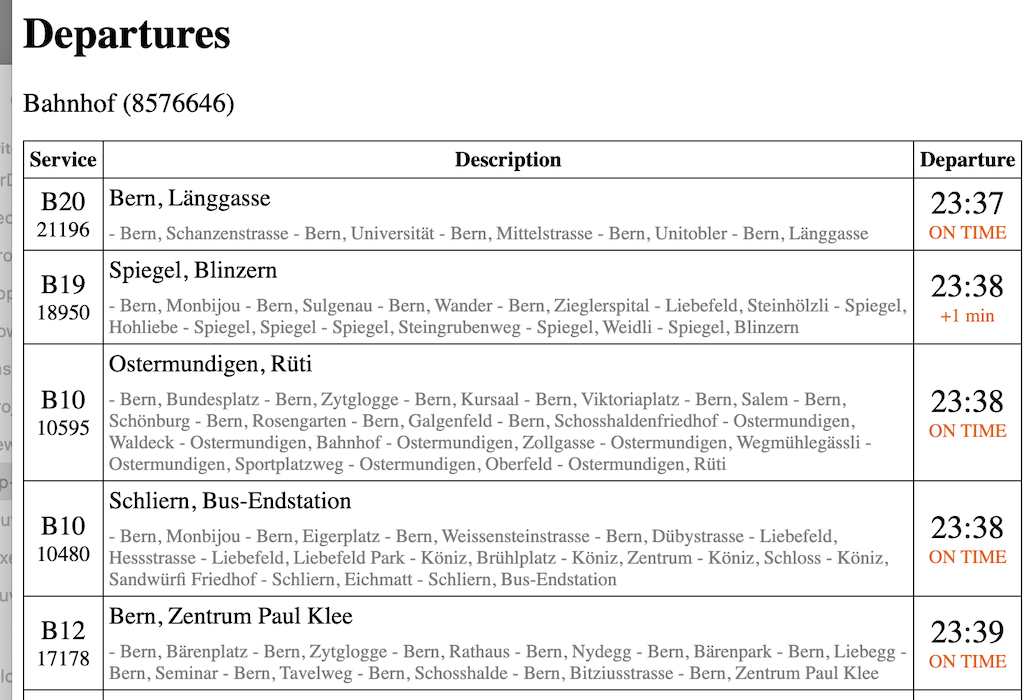 Departures
Bahnhof (8576646)
Service Description Departure
B20
21196
Bern, Länggasse
- Bern, Schanzenstrasse - Bern, Universität - Bern, Mittelstrasse - Bern, Unitobler - Bern, Länggasse
23:37
ON TIME
B19
18950
Spiegel, Blinzern
- Bern, Monbijou - Bern, Sulgenau - Bern, Wander - Bern, Zieglerspital - Liebefeld, Steinhölzli - Spiegel,
Hohliebe - Spiegel, Spiegel - Spiegel, Steingrubenweg - Spiegel, Weidli - Spiegel, Blinzern
23:38
+1 min
B10
10595
Ostermundigen, Rüti
- Bern, Bundesplatz - Bern, Zytglogge - Bern, Kursaal - Bern, Viktoriaplatz - Bern, Salem - Bern,
Schönburg - Bern, Rosengarten - Bern, Galgenfeld - Bern, Schosshaldenfriedhof - Ostermundigen,
Waldeck - Ostermundigen, Bahnhof - Ostermundigen, Zollgasse - Ostermundigen, Wegmühlegässli -
Ostermundigen, Sportplatzweg - Ostermundigen, Oberfeld - Ostermundigen, Rüti
23:38
ON TIME
B10
10480
Schliern, Bus-Endstation
- Bern, Monbijou - Bern, Eigerplatz - Bern, Weissensteinstrasse - Bern, Dübystrasse - Liebefeld,
Hessstrasse - Liebefeld, Liebefeld Park - Köniz, Brühlplatz - Köniz, Zentrum - Köniz, Schloss - Köniz,
Sandwürfi Friedhof - Schliern, Eichmatt - Schliern, Bus-Endstation
23:38
ON TIME
B12
17178
Bern, Zentrum Paul Klee
- Bern, Bärenplatz - Bern, Zytglogge - Bern, Rathaus - Bern, Nydegg - Bern, Bärenpark - Bern, Liebegg -
Bern, Seminar - Bern, Tavelweg - Bern, Schosshalde - Bern, Bitziusstrasse - Bern, Zentrum Paul Klee
23:39
ON TIME